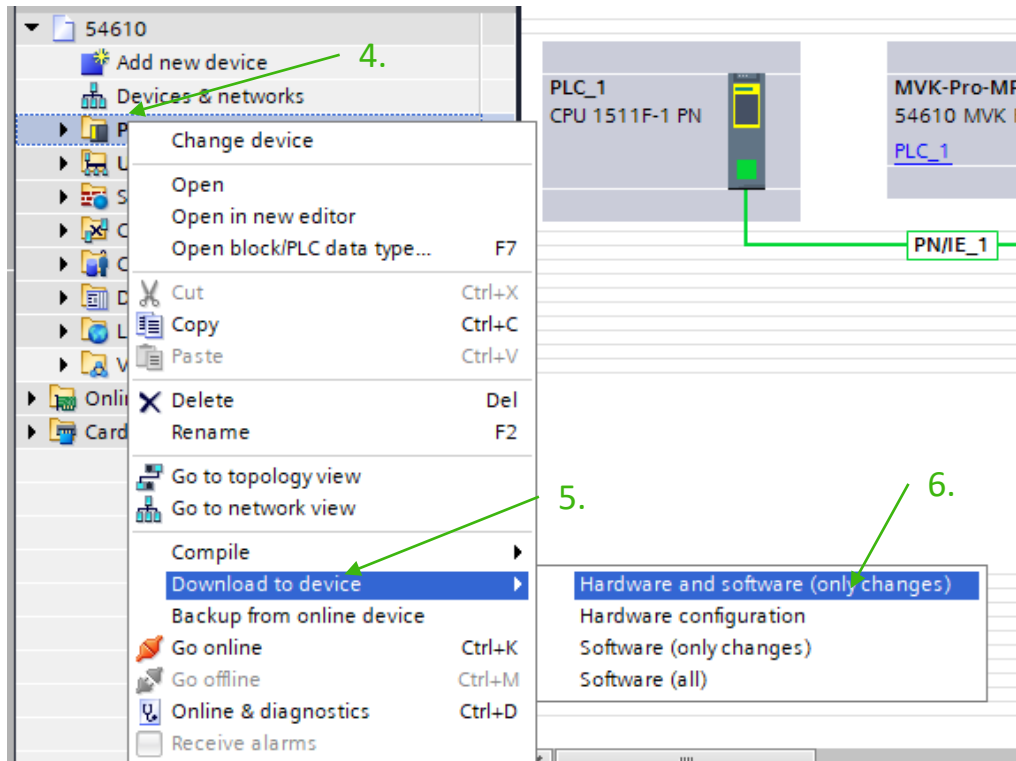 54610
Add new device
4.
Devices & networks
P
U
S
C
C
D
L
V
Onli
Card
Change device
Open
Open in new editor
Open block/PLC data type... F7
Cut Ctrl+X
Copy Ctrl+C
Paste Ctrl+V
Delete Del
Rename F2
Go to topology view
Go to network view
Compile
Download to device
Backup from online device
Go online Ctrl+K
Go offline Ctrl+M
Online & diagnostics Ctrl+D
Receive alarms
5.
6.
Hardware and software (only changes)
Hardware configuration
Software (only changes)
Software (all)
PLC_1
CPU 1511F-1 PN
MVK-Pro-MP
54610 MVK
PLC_1
PN/IE_1